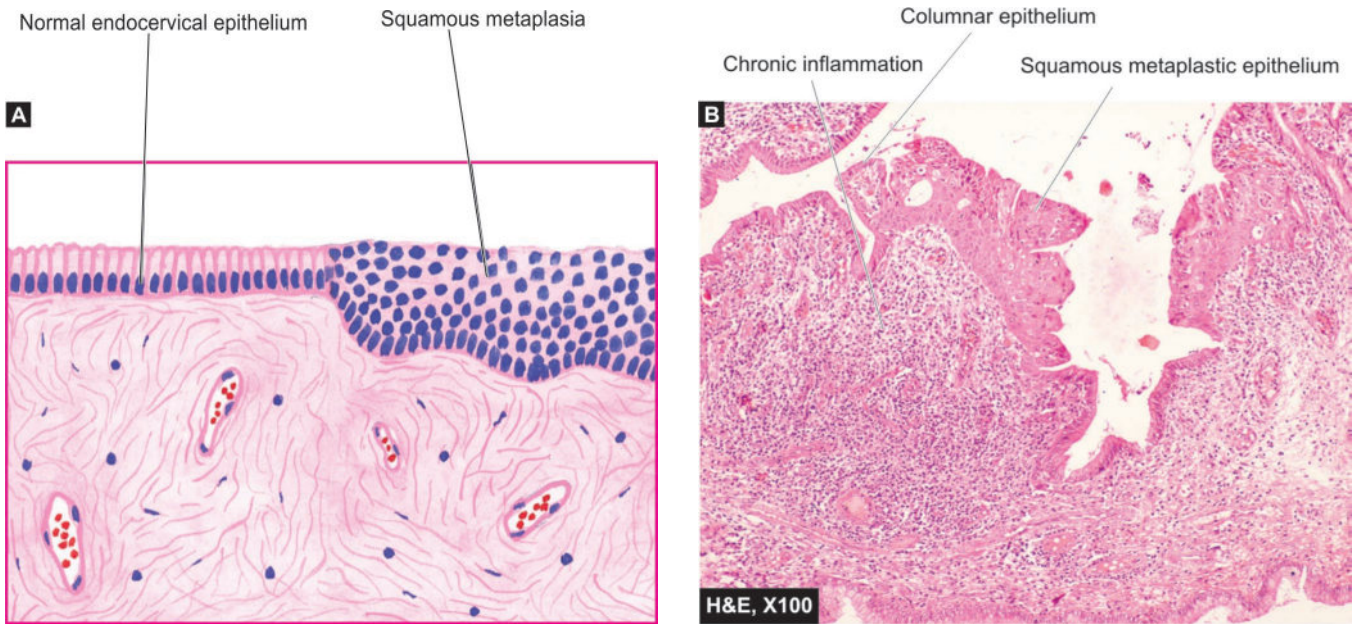 Normal endocervical epithelium
Squamous metaplasia
A
Columnar epithelium
Chronic inflammation
Squamous metaplastic epithelium
B
H&E, X100